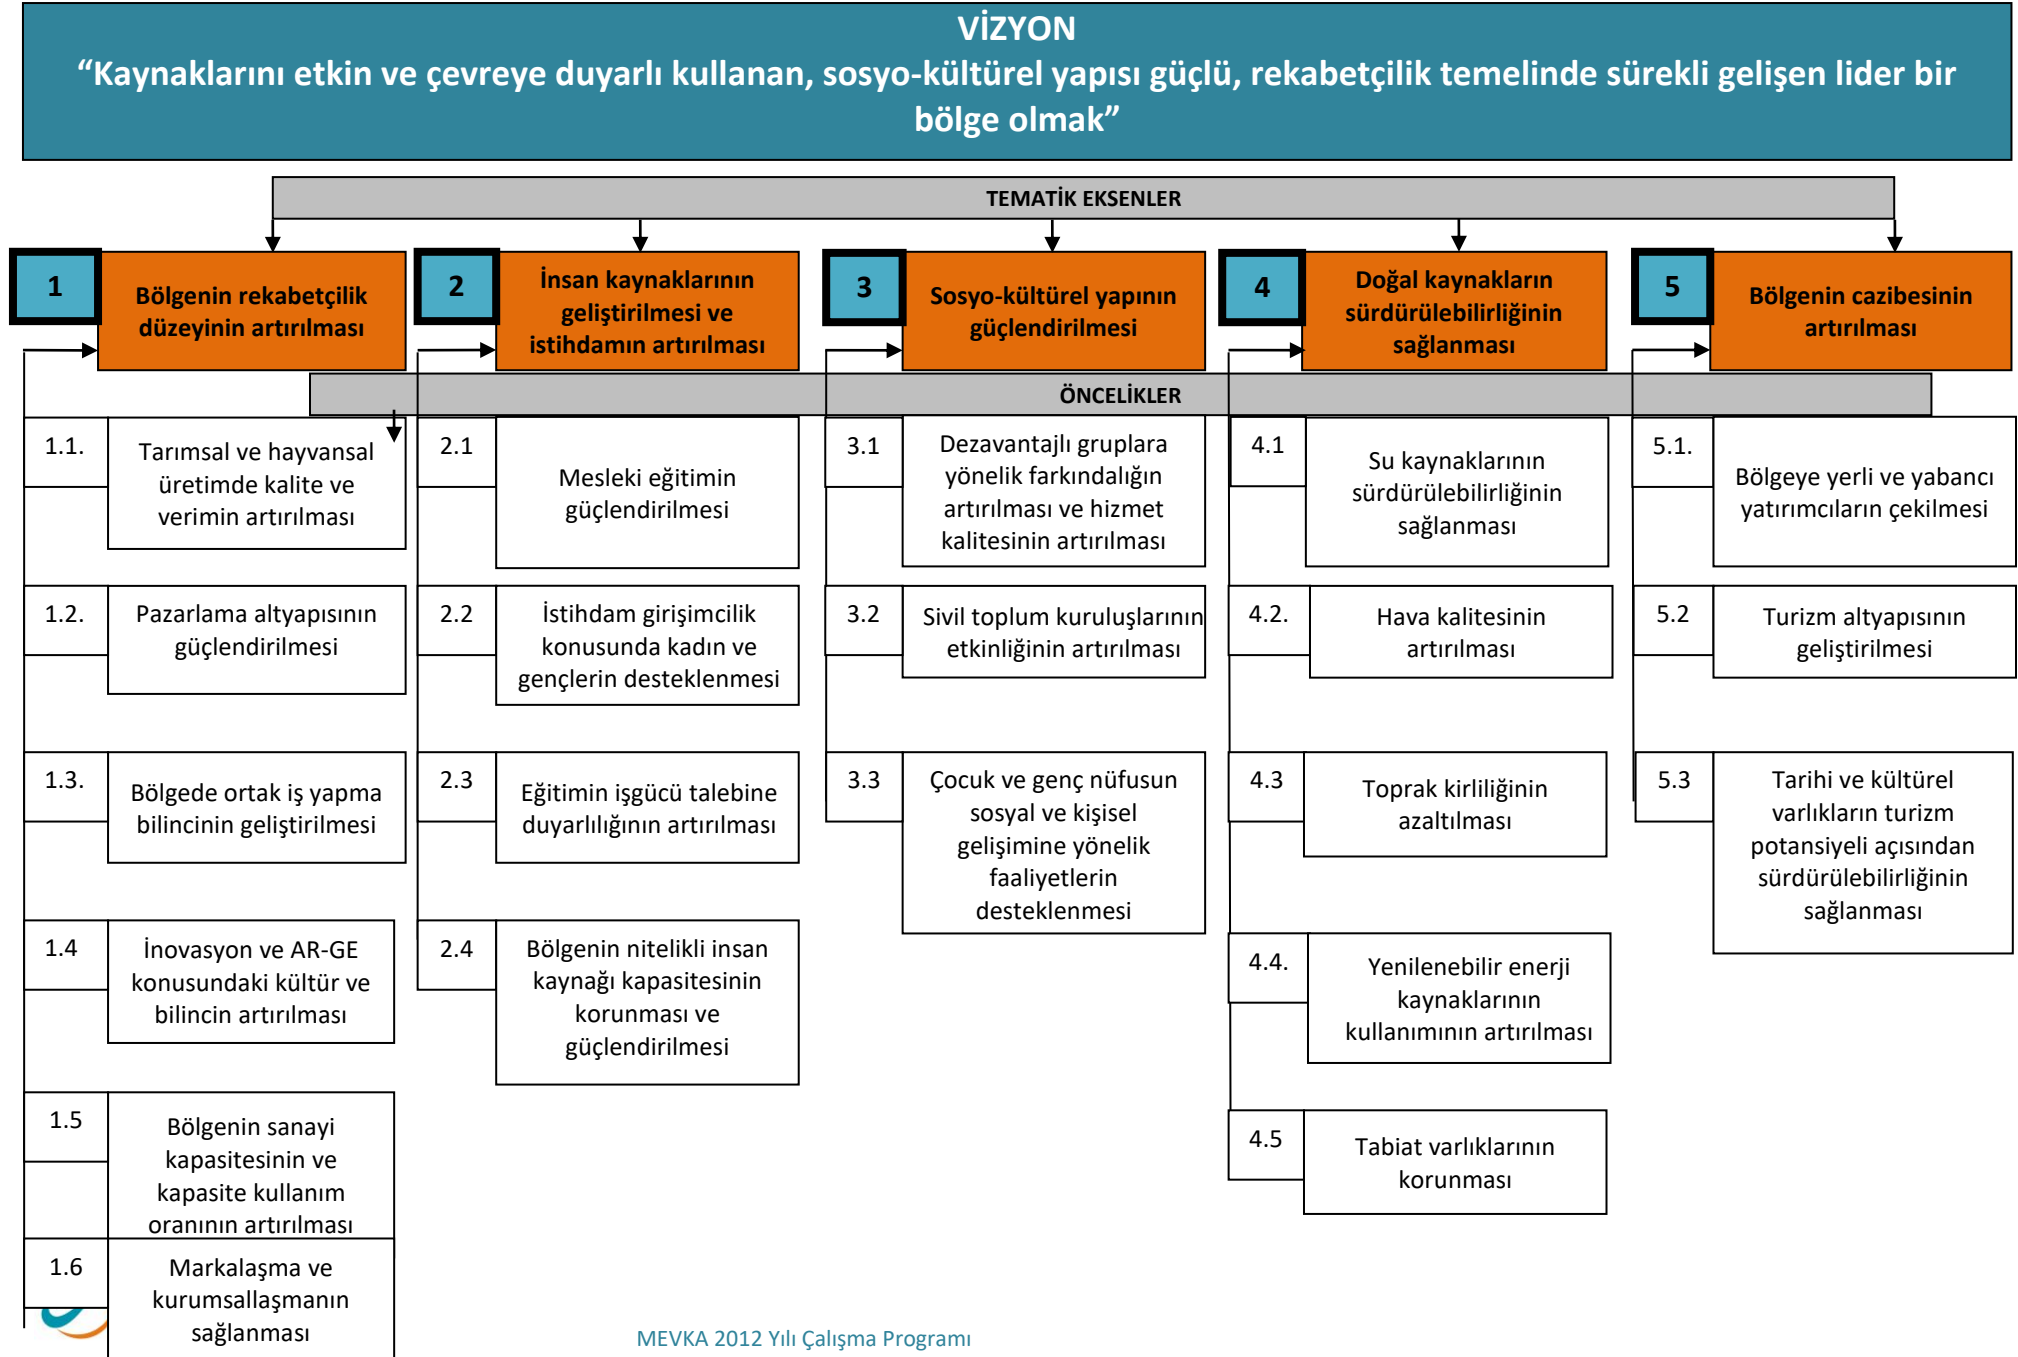 VİZYON
“Kaynaklarını etkin ve çevreye duyarlı kullanan, sosyo-kültürel yapısı güçlü, rekabetçilik temelinde sürekli gelişen lider bir
bölge olmak”
TEMATİK EKSENLER
1
Bölgenin rekabetçilik
düzeyinin artırılması
2
İnsan kaynaklarının
geliştirilmesi ve
istihdamın artırılması
3
Sosyo-kültürel yapının
güçlendirilmesi
4
Doğal kaynakların
sürdürülebilirliğinin
sağlanması
5
Bölgenin cazibesinin
artırılması
ÖNCELİKLER
1.1.
Tarımsal ve hayvansal
üretimde kalite ve
verimin artırılması
1.2.
Pazarlama altyapısının
güçlendirilmesi
1.3.
Bölgede ortak iş yapma
bilincinin geliştirilmesi
1.4
İnovasyon ve AR-GE
konusundaki kültür ve
bilincin artırılması
1.5
Bölgenin sanayi
kapasitesinin ve
kapasite kullanım
oranının artırılması
1.6
Markalaşma ve
kurumsallaşmanın
sağlanması
2.1
Mesleki eğitimin
güçlendirilmesi
2.2
İstihdam girişimcilik
konusunda kadın ve
gençlerin desteklenmesi
2.3
Eğitimin işgücü talebine
duyarlılığının artırılması
2.4
Bölgenin nitelikli insan
kaynağı kapasitesinin
korunması ve
güçlendirilmesi
3.1
Dezavantajlı gruplara
yönelik farkındalığın
artırılması ve hizmet
kalitesinin artırılması
3.2
Sivil toplum kuruluşlarının
etkinliğinin artırılması
3.3
Çocuk ve genç nüfusun
sosyal ve kişisel
gelişimine yönelik
faaliyetlerin
desteklenmesi
4.1
Su kaynaklarının
sürdürülebilirliğinin
sağlanması
4.2.
Hava kalitesinin
artırılması
4.3
Toprak kirliliğinin
azaltılması
4.4.
Yenilenebilir enerji
kaynaklarının
kullanımının artırılması
4.5
Tabiat varlıklarının
korunması
5.1.
Bölgeye yerli ve yabancı
yatırımcıların çekilmesi
5.2
Turizm altyapısının
geliştirilmesi
5.3
Tarihi ve kültürel
varlıkların turizm
potansiyeli açısından
sürdürülebilirliğinin
sağlanması
MEVKA 2012 Yılı Çalışma Programı